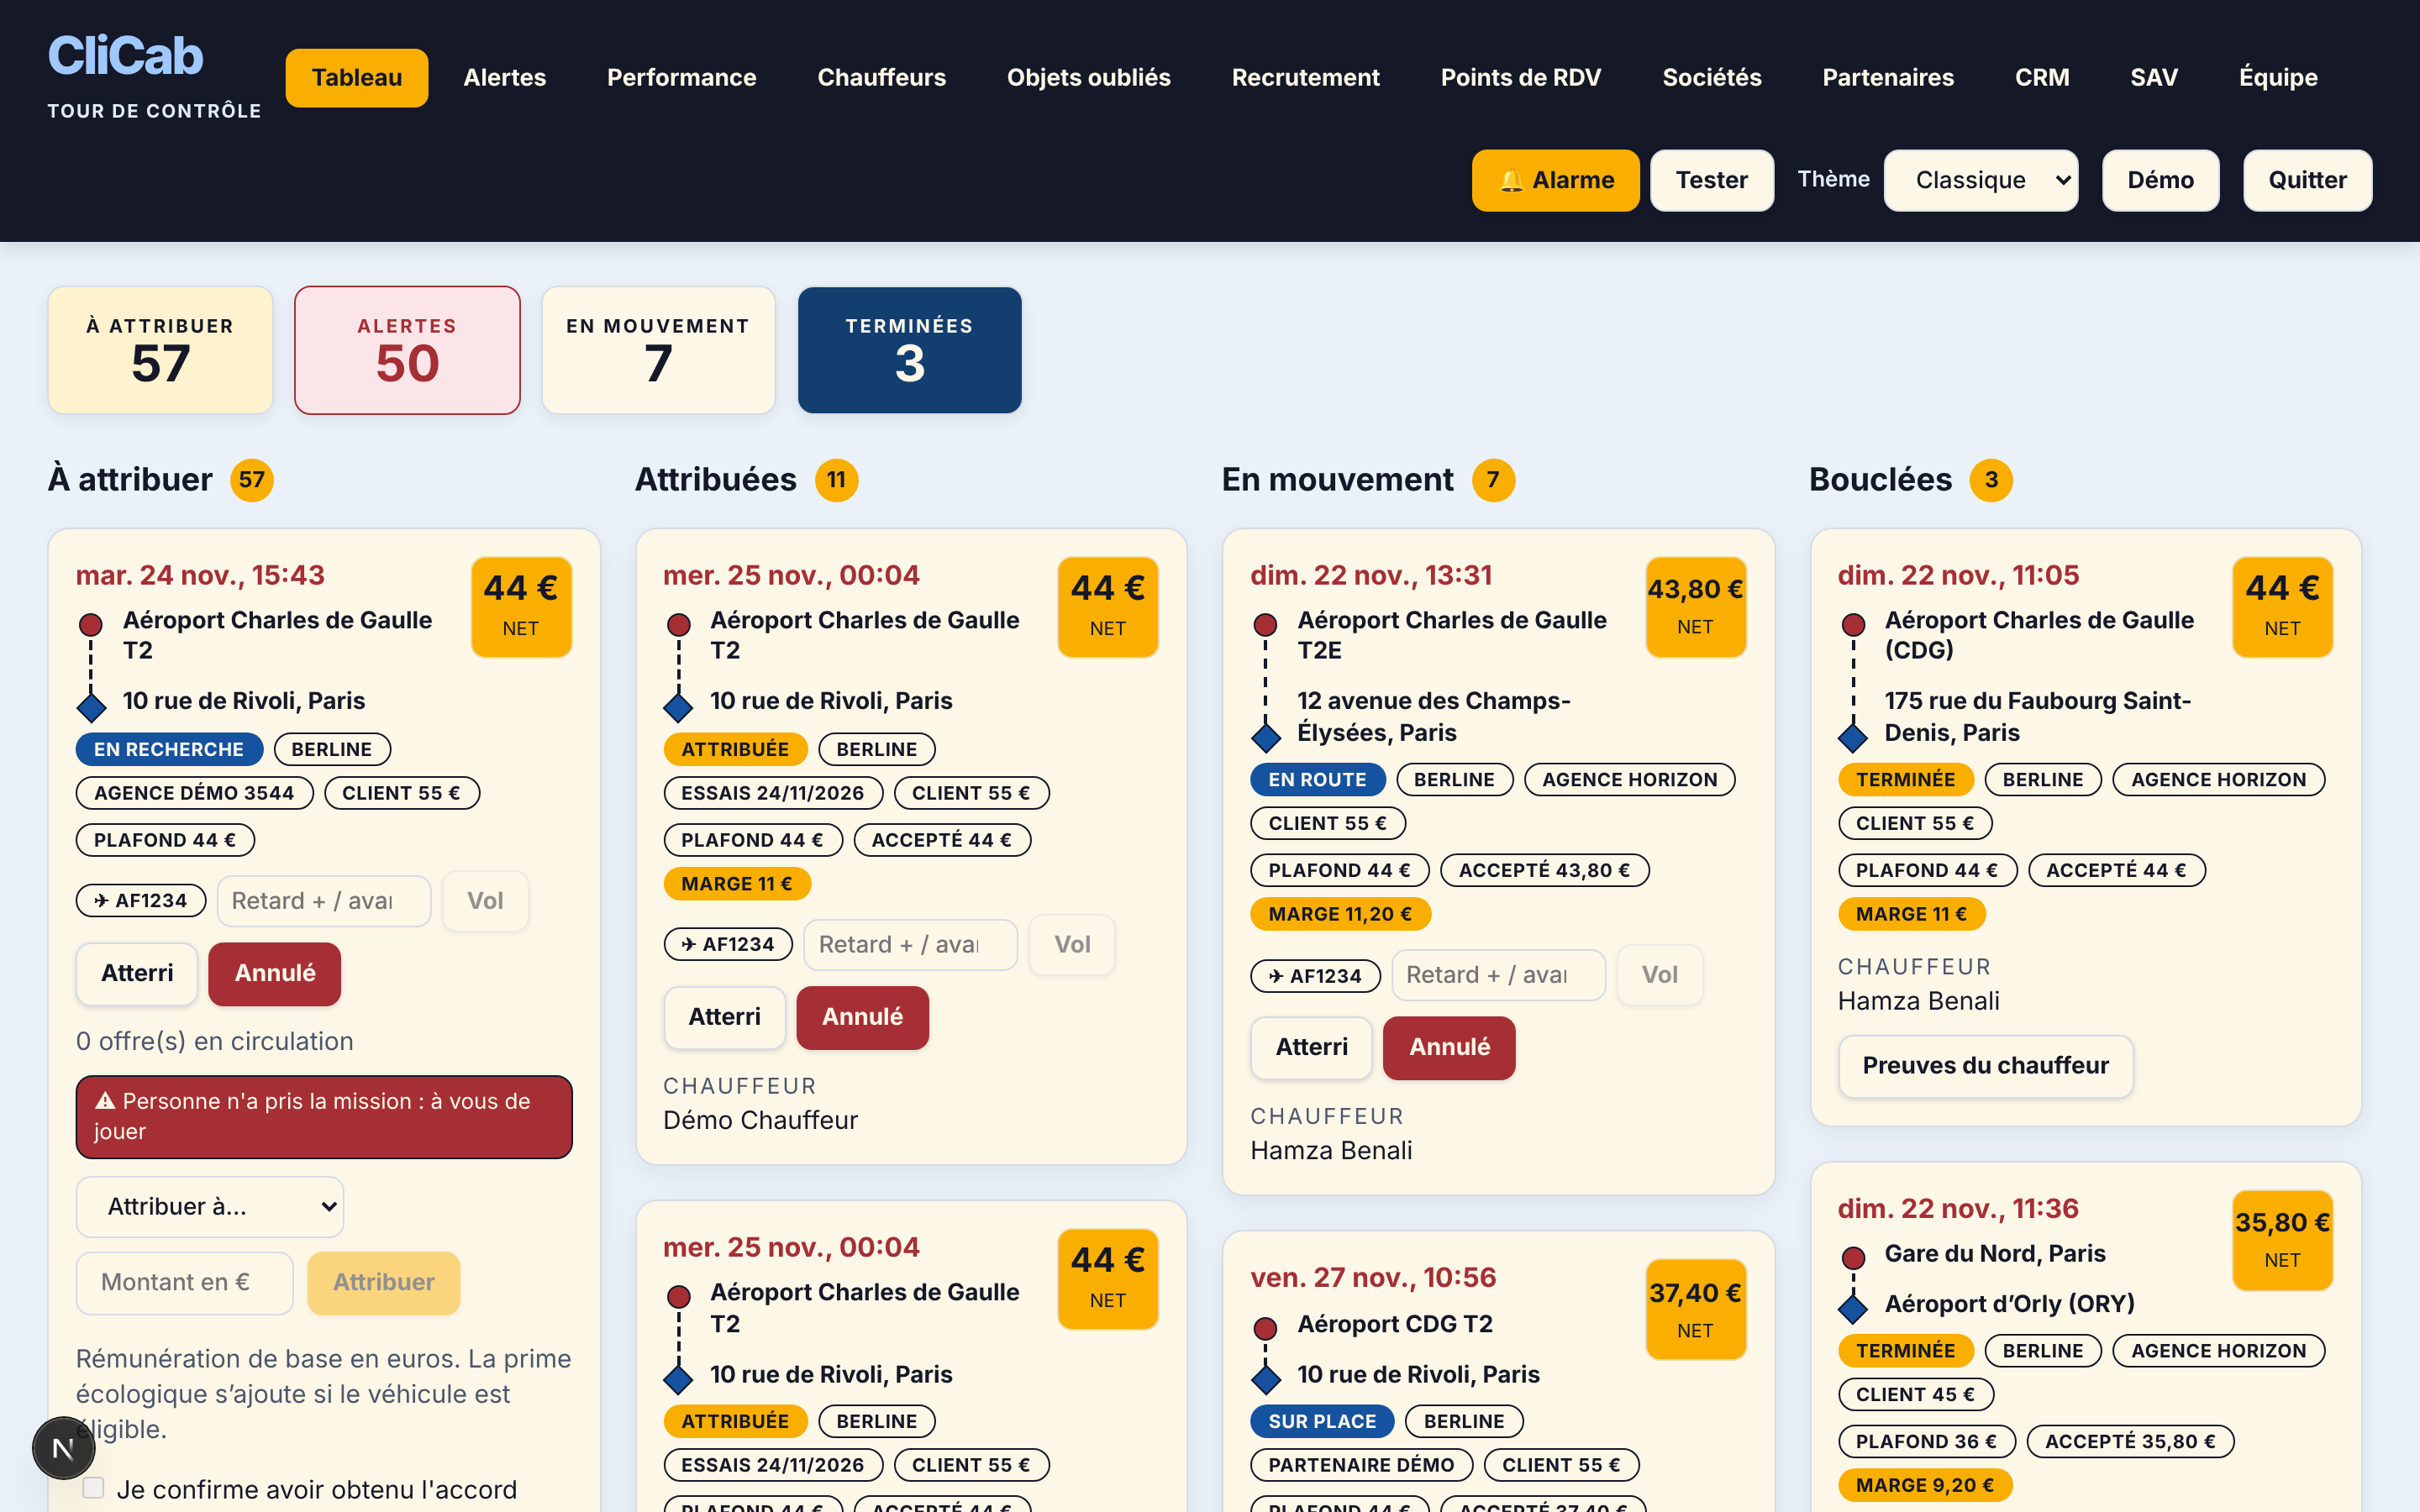 CliCab
TOUR DE CONTRÔLE
Tableau
Alertes
Performance
Chauffeurs
Objets oubliés
Recrutement
Points de RDV
Sociétés
Partenaires
CRM
SAV
Équipe
🔔 Alarme
Tester
Thème
Classique
Démo
Quitter
À ATTRIBUER
57
ALERTES
50
EN MOUVEMENT
7
TERMINÉES
3
À attribuer 57
mar. 24 nov., 15:43
44 €
NET
Aéroport Charles de Gaulle
T2
10 rue de Rivoli, Paris
EN RECHERCHE BERLINE
AGENCE DÉMO 3544 CLIENT 55 €
PLAFOND 44 €
✈ AF1234 Retard + / avai Vol
Atterri Annulé
0 offre(s) en circulation
⚠ Personne n'a pris la mission : à vous de
jouer
Attribuer à...
Montant en € Attribuer
Rémunération de base en euros. La prime
écologique s’ajoute si le véhicule est
éligible.
N
Je confirme avoir obtenu l'accord
Attribuées 11
mer. 25 nov., 00:04
44 €
NET
Aéroport Charles de Gaulle
T2
10 rue de Rivoli, Paris
ATTRIBUÉE BERLINE
ESSAIS 24/11/2026 CLIENT 55 €
PLAFOND 44 € ACCEPTÉ 44 €
MARGE 11 €
✈ AF1234 Retard + / avai Vol
Atterri Annulé
CHAUFFEUR
Démo Chauffeur
mer. 25 nov., 00:04
44 €
NET
Aéroport Charles de Gaulle
T2
10 rue de Rivoli, Paris
ATTRIBUÉE BERLINE
ESSAIS 24/11/2026 CLIENT 55 €
PLAFOND 44 € ACCEPTÉ 44 €
En mouvement 7
dim. 22 nov., 13:31
43,80 €
NET
Aéroport Charles de Gaulle
T2E
12 avenue des Champs-
Élysées, Paris
EN ROUTE BERLINE AGENCE HORIZON
CLIENT 55 €
PLAFOND 44 € ACCEPTÉ 43,80 €
MARGE 11,20 €
✈ AF1234 Retard + / avai Vol
Atterri Annulé
CHAUFFEUR
Hamza Benali
ven. 27 nov., 10:56
37,40 €
NET
Aéroport CDG T2
10 rue de Rivoli, Paris
SUR PLACE BERLINE
PARTENAIRE DÉMO CLIENT 55 €
PLAFOND 44 € ACCEPTÉ 37,40 €
Bouclées 3
dim. 22 nov., 11:05
44 €
NET
Aéroport Charles de Gaulle
(CDG)
175 rue du Faubourg Saint-
Denis, Paris
TERMINÉE BERLINE AGENCE HORIZON
CLIENT 55 €
PLAFOND 44 € ACCEPTÉ 44 €
MARGE 11 €
CHAUFFEUR
Hamza Benali
Preuves du chauffeur
dim. 22 nov., 11:36
35,80 €
NET
Gare du Nord, Paris
Aéroport d’Orly (ORY)
TERMINÉE BERLINE AGENCE HORIZON
CLIENT 45 €
PLAFOND 36 € ACCEPTÉ 35,80 €
MARGE 9,20 €